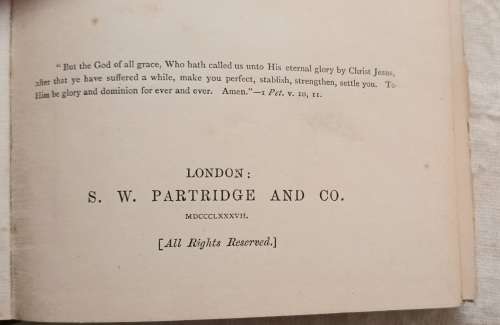 "But the God of all grace, Who hath called us unto His eternal glory by Christ Jesus,
after that ye have suffered a while, make you perfect, stablish, strengthen, settle you. To
Him be glory and dominion for ever and ever. Amen."—1 Pet. v. 10, 11.
LONDON:
S. W. PARTRIDGE AND CO.
MDCCCLXXXVII.
[All Rights Reserved.]